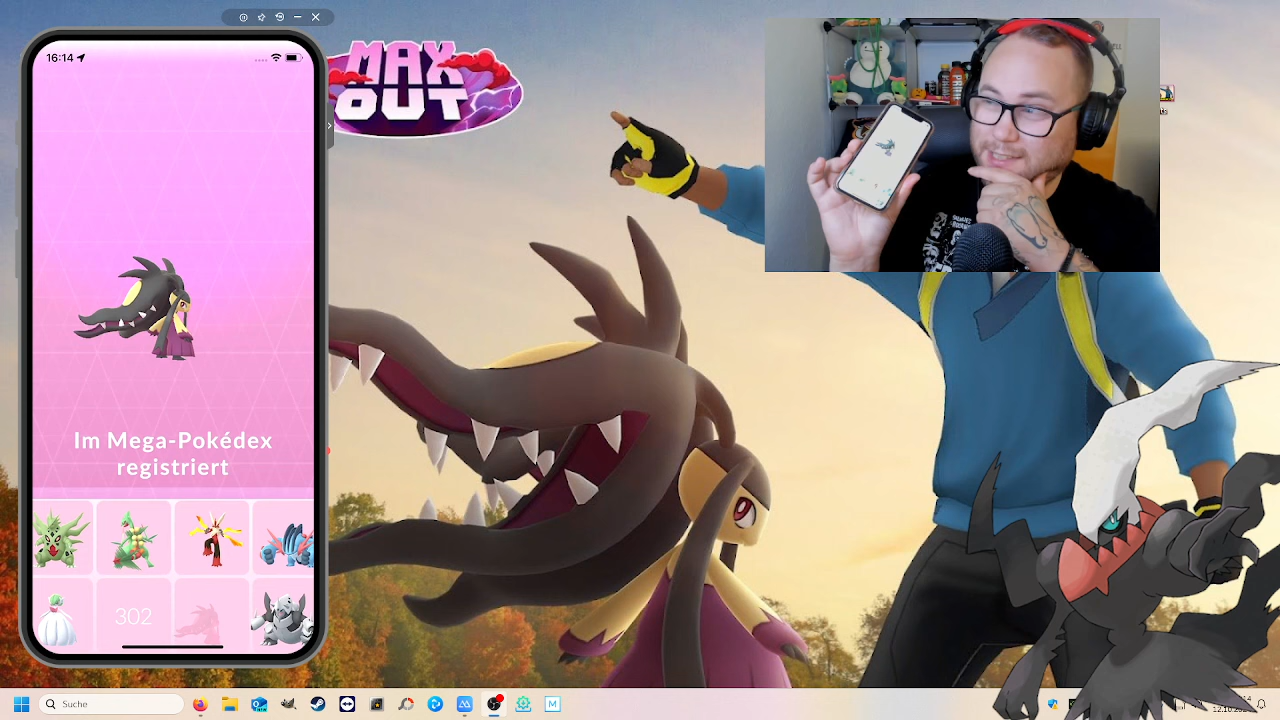 16:14
MAX
OUT
Im Mega-Pokédex
registriert
302
Suche
M